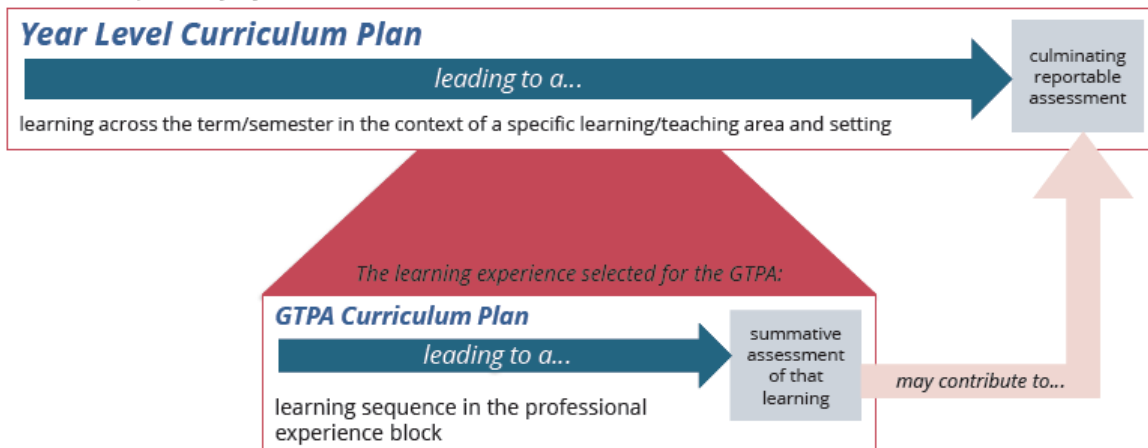 Year Level Curriculum Plan
leading to a...
culminating
reportable
assessment
learning across the term/semester in the context of a specific learning/teaching area and setting
The learning experience selected for the GTPA:
GTPA Curriculum Plan
leading to a...
summative
assessment
of that
learning
may contribute to...
learning sequence in the professional
experience block